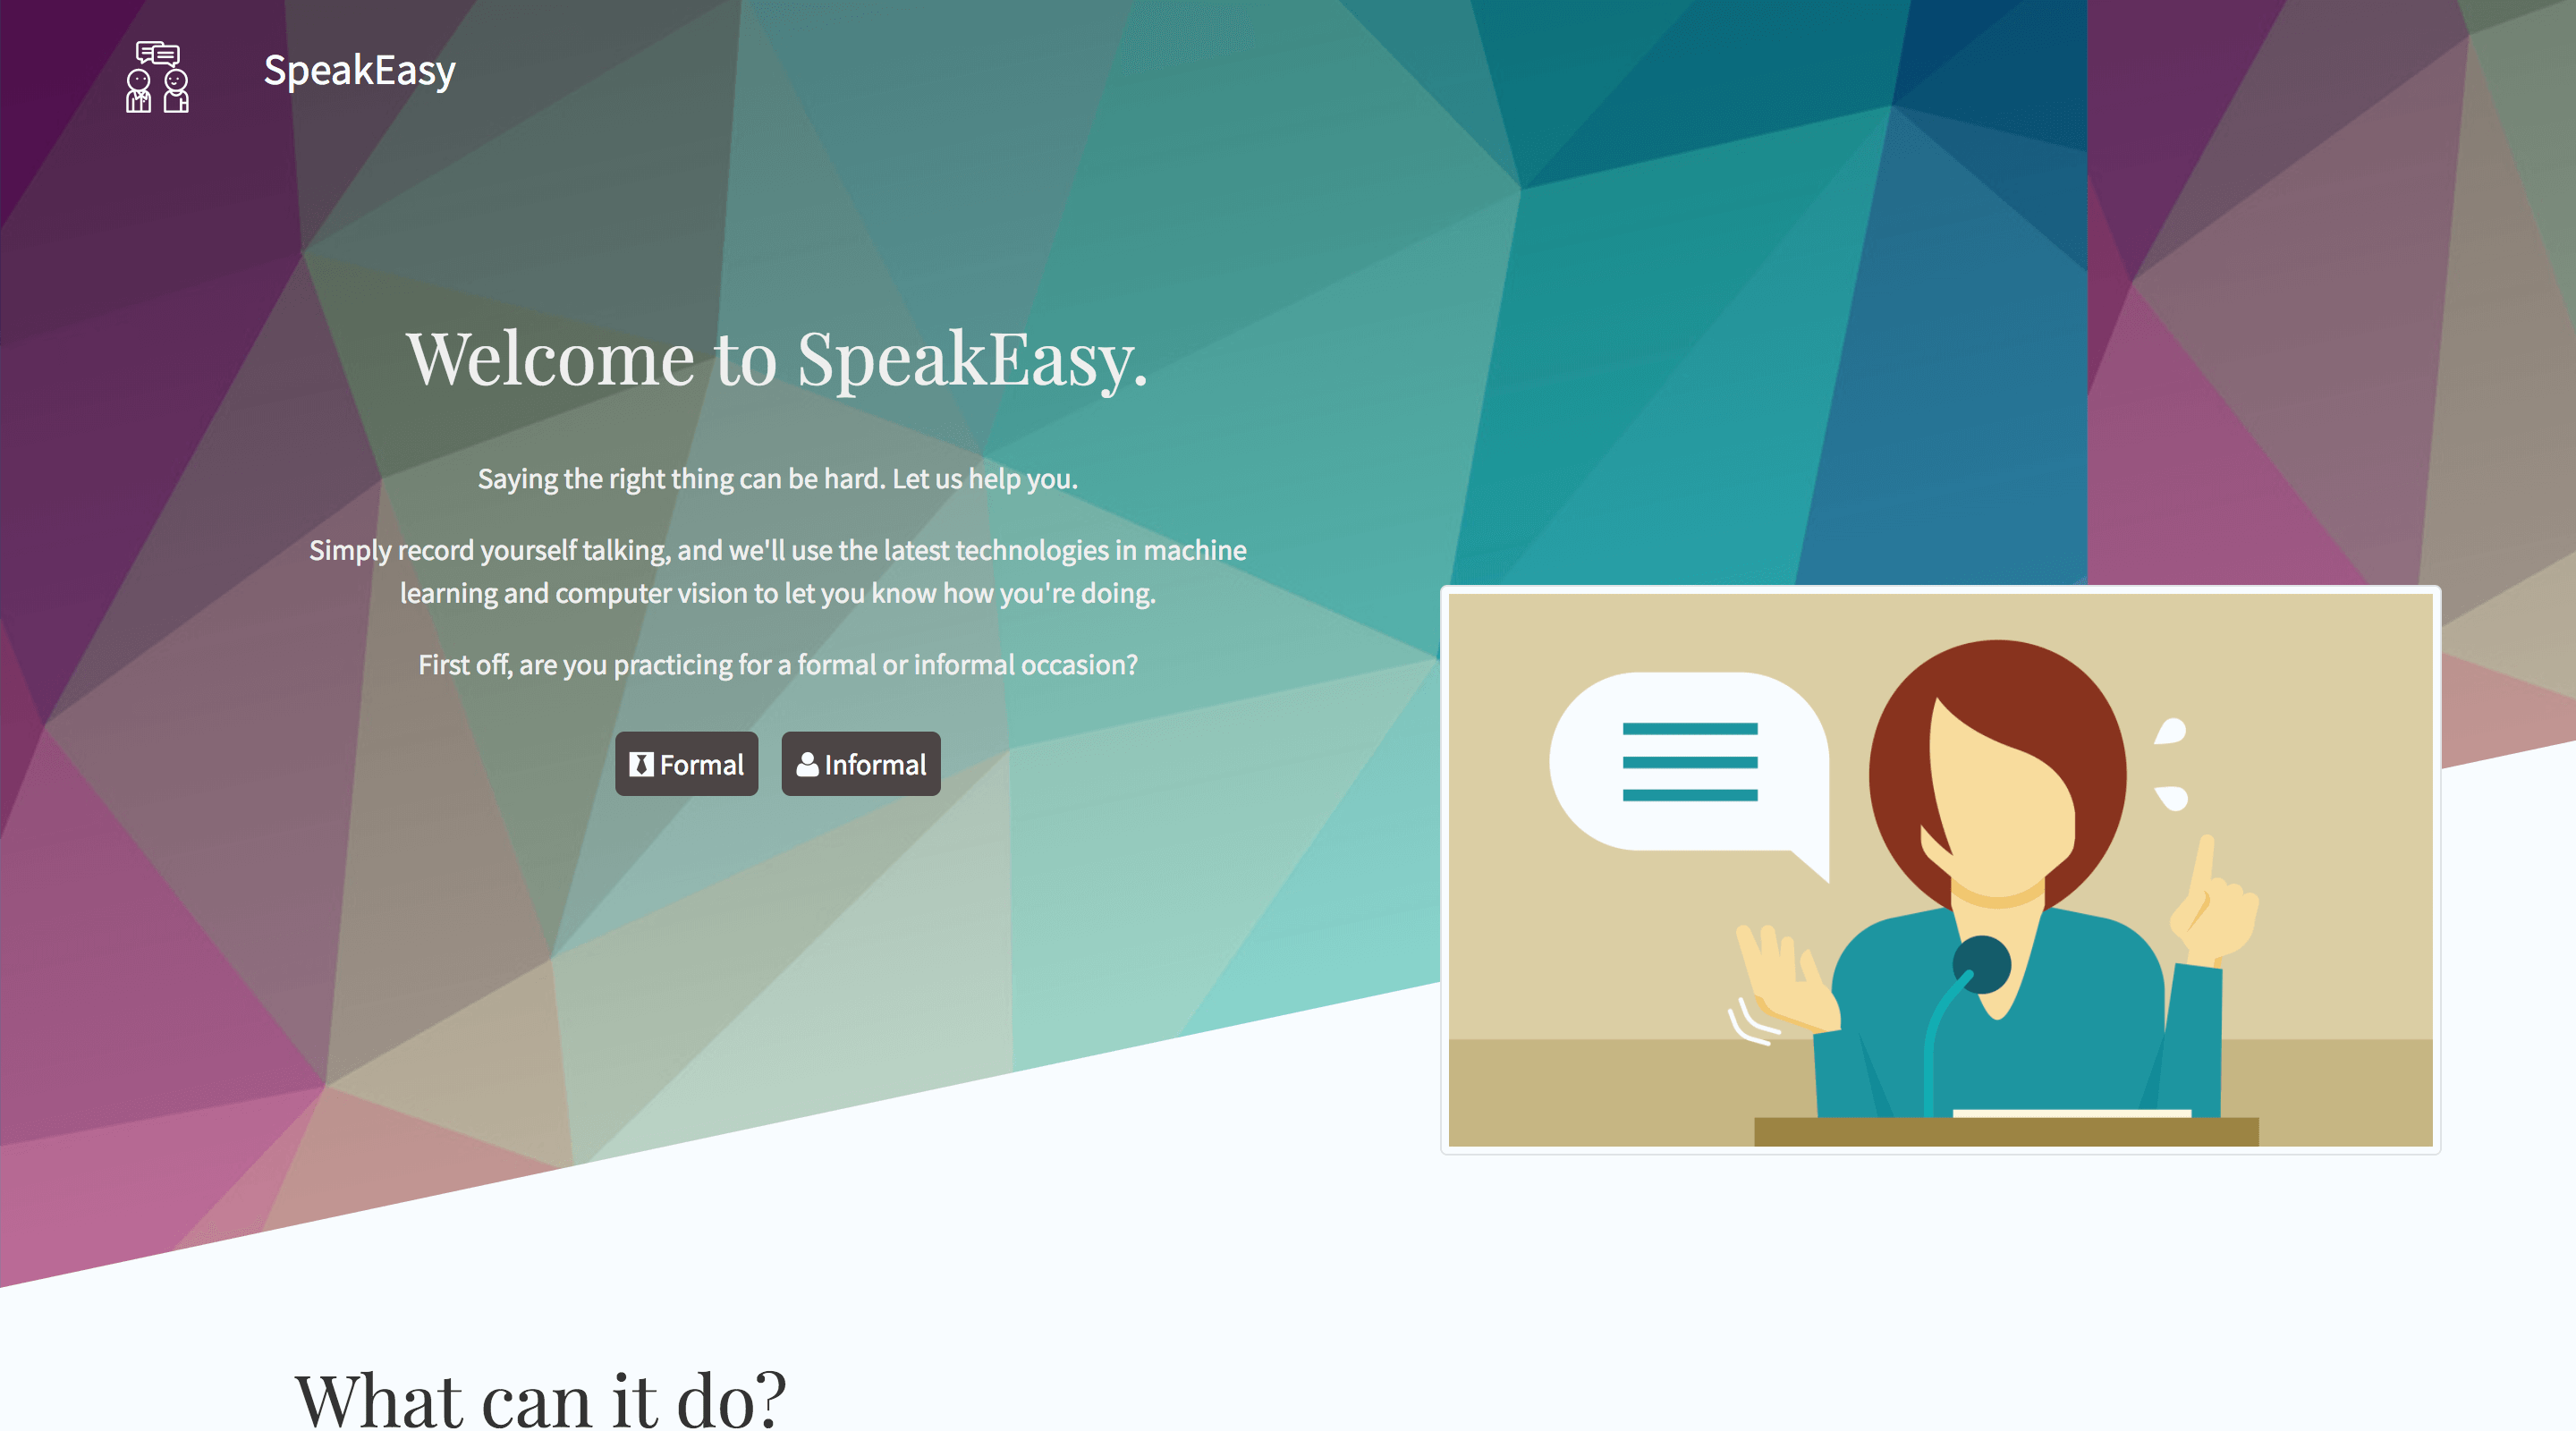 SpeakEasy
Welcome to SpeakEasy.
Saying the right thing can be hard. Let us help you.
Simply record yourself talking, and we'll use the latest technologies in machine
learning and computer vision to let you know how you're doing.
First off, are you practicing for a formal or informal occasion?
Formal
Informal
What can it do?